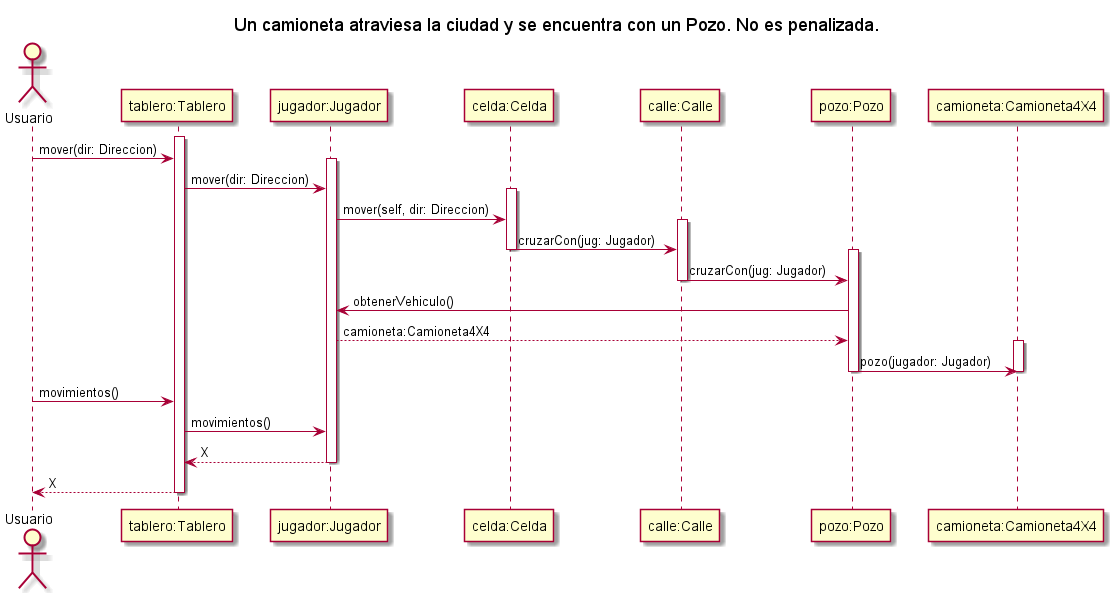 Un camioneta atraviesa la ciudad y se encuentra con un Pozo. No es penalizada.
Usuario
tablero:Tablero
jugador:Jugador
celda:Celda
calle:Calle
pozo:Pozo
camioneta:Camioneta4X4
mover(dir: Direccion)
mover(dir: Direccion)
mover(self, dir: Direccion)
cruzarCon(jug: Jugador)
cruzarCon(jug: Jugador)
obtenerVehiculo()
camioneta:Camioneta4X4
pozo(jugador: Jugador)
movimientos()
movimientos()
X
X
Usuario
tablero:Tablero
jugador:Jugador
celda:Celda
calle:Calle
pozo:Pozo
camioneta:Camioneta4X4